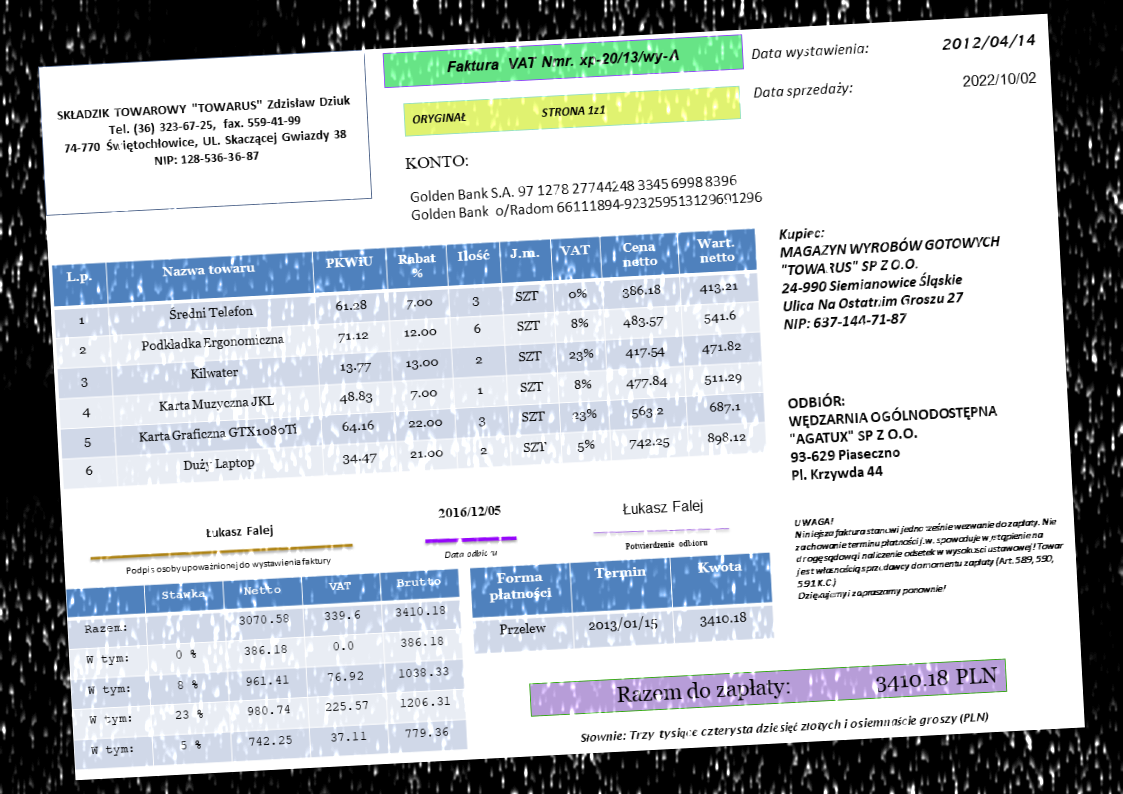 SKŁADZIK TOWAROWY "TOWARUS" Zdzisław Dziuk
Tel. (36) 323-67-25, fax. 559-41-99
74-770 Świętochłowice, UL. Skaczącej Gwiazdy 38
NIP: 128-536-36-87
Faktura VAT Nmr. xp-20/13/wy-A
ORYGINAŁ STRONA 1z1
Data wystawienia: 2012/04/14
Data sprzedaży: 2022/10/02
KONTO:
Golden Bank S.A. 97 1278 27744248 3345 6998 8396
Golden Bank o/Radom 66111894-923259513129691296
Kupiec:
MAGAZYN WYROBÓW GOTOWYCH
"TOWARUS" SP Z O.O.
24-990 Siemianowice Śląskie
Ulica Na Ostatnim Groszu 27
NIP: 637-144-71-87
L.p. Nazwa towaru PKWiU Rabat % Ilość J.m. VAT Cena netto Wart. netto
1 Średni Telefon 61.28 7.00 3 SZT 0% 386.18 413.21
2 Podkładka Ergonomiczna 71.12 12.00 6 SZT 8% 483.57 541.6
3 Kilwater 13.77 13.00 2 SZT 23% 417.54 471.82
4 Karta Muzyczna JKL 48.83 7.00 1 SZT 8% 477.84 511.29
5 Karta Graficzna GTX1080Ti 64.16 22.00 3 SZT 23% 563.2 687.1
6 Duży Laptop 34.47 21.00 2 SZT 5% 742.25 898.12
ODBIÓR:
WĘDZARNIA OGÓLNODOSTĘPNA
"AGATUX" SP Z O.O.
93-629 Piaseczno
Pl. Krzywda 44
Łukasz Falej
Podpis osoby upoważnionej do wystawienia faktury
2016/12/05
Data odbioru
Łukasz Falej
Potwierdzenie odbioru
UWAGA!
Niniejsza faktura stanowi jednocześnie wezwanie do zapłaty. Nie
zachowanie terminu płatności j.w. spowoduje wstąpienie na
drogę sądową i naliczenie odsetek w wysokości ustawowej! Towar
jest własnością sprzedawcy do momentu zapłaty (Art. 589, 590,
591 K.C.)
Dziękujemy i zapraszamy ponownie!
Stawka Netto VAT Brutto
Razem: 3070.58 339.6 3410.18
W tym: 0 % 386.18 0.0 386.18
W tym: 8 % 961.41 76.92 1038.33
W tym: 23 % 980.74 225.57 1206.31
W tym: 5 % 742.25 37.11 779.36
Forma płatności Termin Kwota
Przelew 2013/01/15 3410.18
Razem do zapłaty: 3410.18 PLN
Słownie: Trzy tysiące czterysta dziesięć złotych i osiemnaście groszy (PLN)